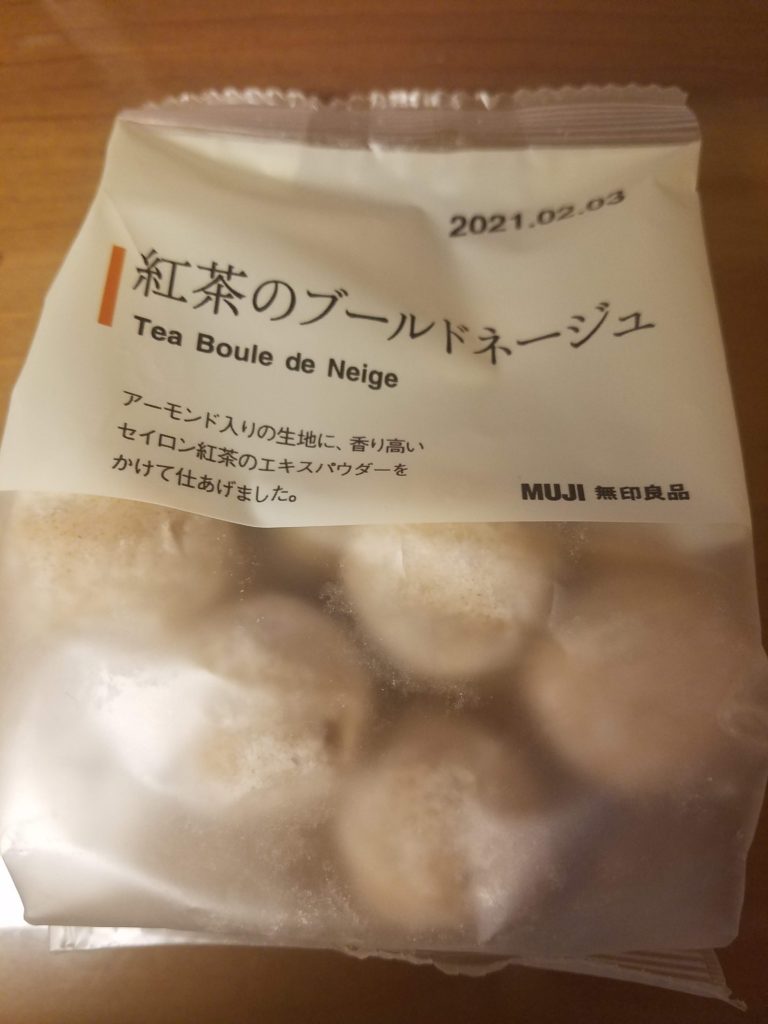 2021.02.03
紅茶のブールドネージュ
Tea Boule de Neige
アーモンド入りの生地に、香り高い
セイロン紅茶のエキスパウダーを
かけて仕あげました。
MUJI 無印良品